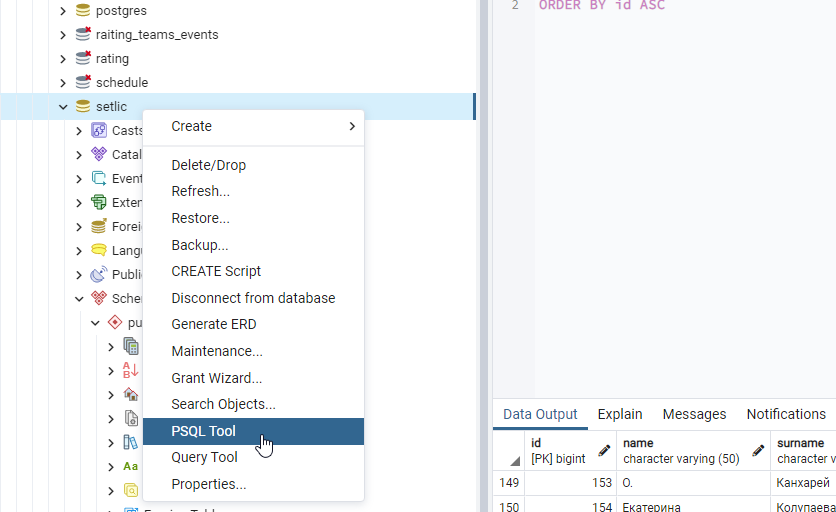 postgres
raiting_teams_events
rating
schedule
setlic
Casts
Catal
Event
Exten
Forei
Langu
Publi
Schen
pu
Create
Delete/Drop
Refresh...
Restore...
Backup...
CREATE Script
Disconnect from database
Generate ERD
Maintenance...
Grant Wizard...
Search Objects...
PSQL Tool
Query Tool
Properties...
2 ORDER BY id ASC
Data Output Explain Messages Notifications
id name surname
[PK] bigint character varying (50) character v
149 153 О. Канхарей
150 154 Екатерина Колупаева